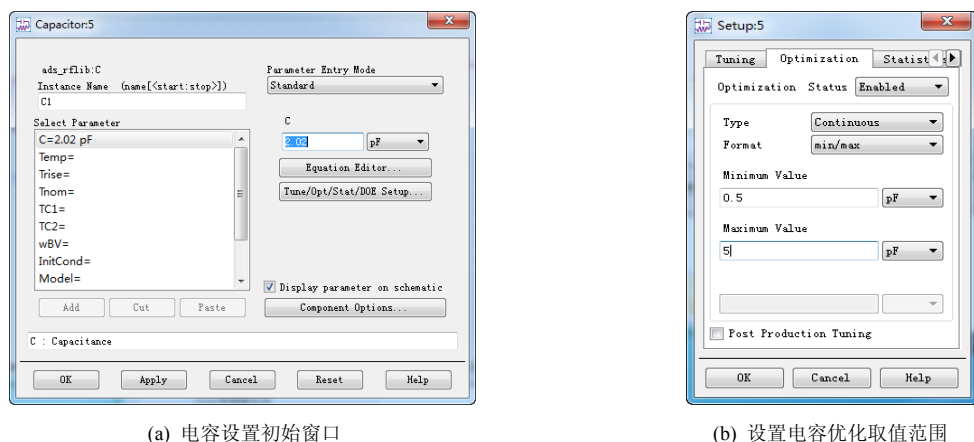 Capacitor:5
ads_rflib:C
Instance Name (name[<start:stop>])
C1
Select Parameter
C=2.02 pF
Temp=
Trise=
Tnom=
TC1=
TC2=
wBV=
InitCond=
Model=
Add Cut Paste
Parameter Entry Mode
Standard
C
2.02 pF
Equation Editor...
Tune/Opt/Stat/DOE Setup...
Display parameter on schematic
Component Options...
C : Capacitance
OK Apply Cancel Reset Help
(a) 电容设置初始窗口
Setup:5
Tuning Optimization Statist
Optimization Status Enabled
Type Continuous
Format min/max
Minimum Value
0.5 pF
Maximum Value
5 pF
Post Production Tuning
OK Cancel Help
(b) 设置电容优化取值范围